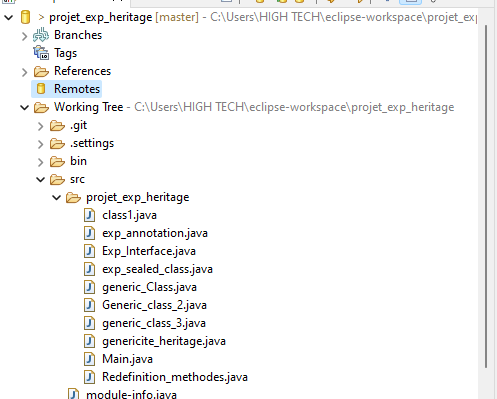 > projet_exp_heritage [master] - C:\Users\HIGH TECH\eclipse-workspace\projet_exp
Branches
Tags
References
Remotes
Working Tree - C:\Users\HIGH TECH\eclipse-workspace\projet_exp_heritage
.git
.settings
bin
src
projet_exp_heritage
class1.java
exp_annotation.java
Exp_Interface.java
exp_sealed_class.java
generic_Class.java
Generic_class_2.java
generic_class_3.java
genericite_heritage.java
Main.java
Redefinition_methodes.java
module-info.java